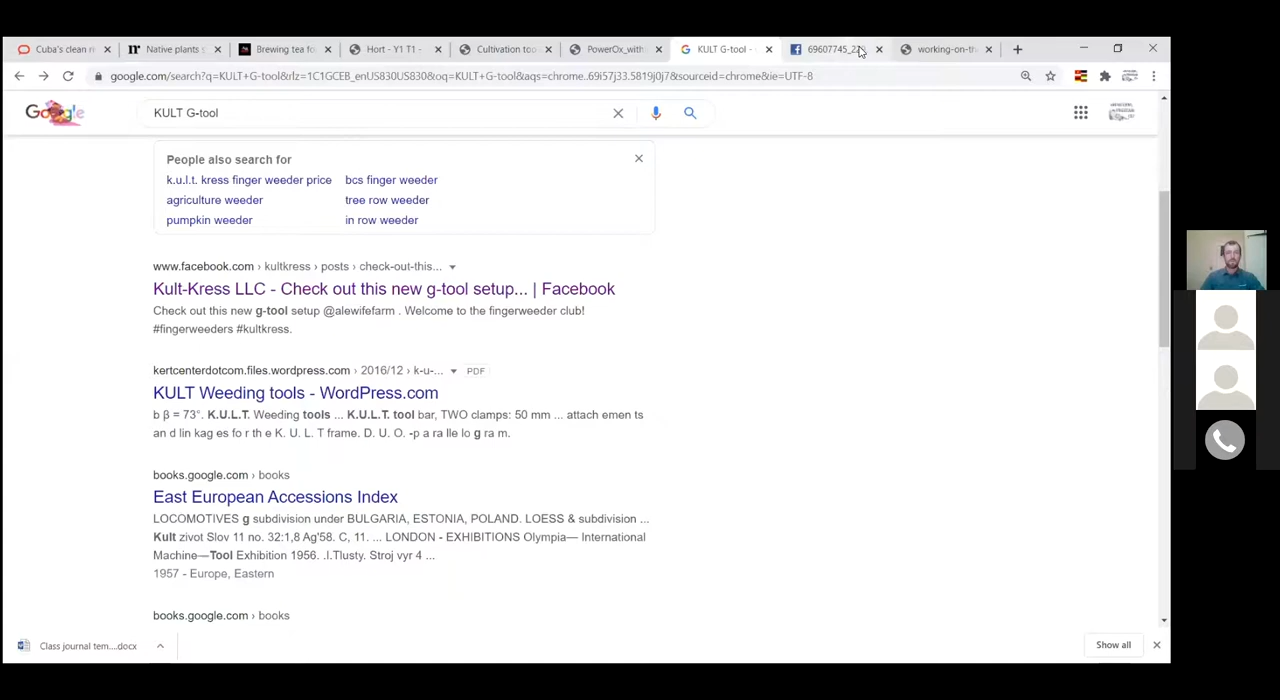 Cuba's clean r
Native plants s
Brewing tea fo
Hort - Y1 T1 -
Cultivation too
PowerOx_with
KULT G-tool -
69607745_22
working-on-th
google.com/search?q=KULT+G-tool&rlz=1C1GCEB_enUS830US830&oq=KULT+G-tool&aqs=chrome..69i57j33.5819j0j7&sourceid=chrome&ie=UTF-8
Google
KULT G-tool
People also search for
k.u.l.t. kress finger weeder price
bcs finger weeder
agriculture weeder
tree row weeder
pumpkin weeder
in row weeder
www.facebook.com › kultkress › posts › check-out-this...
Kult-Kress LLC - Check out this new g-tool setup... | Facebook
Check out this new g-tool setup @alewifefarm . Welcome to the fingerweeder club!
#fingerweeders #kultkress.
kertcenterdotcom.files.wordpress.com › 2016/12 › k-u-... PDF
KULT Weeding tools - WordPress.com
b β = 73°. K.U.L.T. Weeding tools ... K.U.L.T. tool bar, TWO clamps: 50 mm ... attach emen ts
an d lin kag es fo r th e K. U. L. T frame. D. U. O. -p a ra lle lo g ra m.
books.google.com › books
East European Accessions Index
LOCOMOTIVES g subdivision under BULGARIA, ESTONIA, POLAND. LOESS & subdivision ...
Kult zivot Slov 11 no. 32:1,8 Ag'58. C, 11. ... LONDON - EXHIBITIONS Olympia— International
Machine—Tool Exhibition 1956. .I.Tlusty. Stroj vyr 4 ...
1957 - Europe, Eastern
books.google.com › books
Class journal tem....docx
Show all